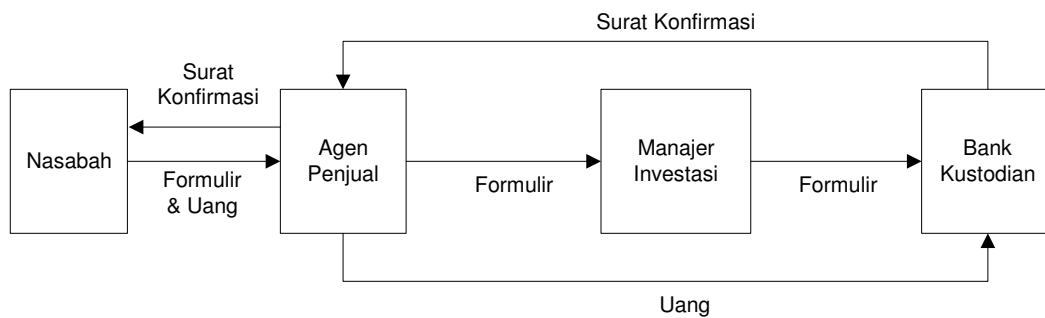 Surat Konfirmasi
Surat
Konfirmasi
Nasabah
Agen
Penjual
Manajer
Investasi
Bank
Kustodian
Formulir
& Uang
Formulir
Formulir
Uang